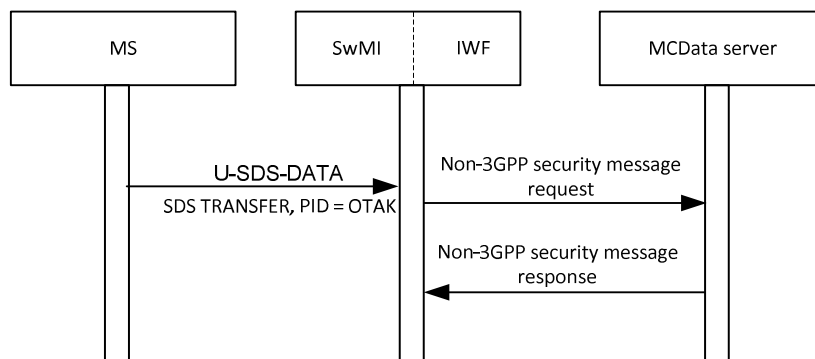 MS
SwMI
IWF
MCData server
U-SDS-DATA
SDS TRANSFER, PID = OTAK
Non-3GPP security message
request
Non-3GPP security message
response